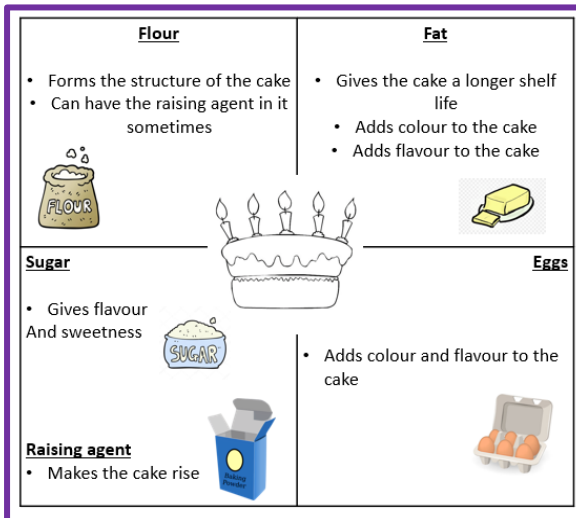 Flour
• Forms the structure of the cake
• Can have the raising agent in it
sometimes
FLOUR
Fat
• Gives the cake a longer shelf
life
• Adds colour to the cake
• Adds flavour to the cake
Sugar
• Gives flavour
And sweetness
SUGAR
Eggs
• Adds colour and flavour to the
cake
Raising agent
• Makes the cake rise
Baking
Powder